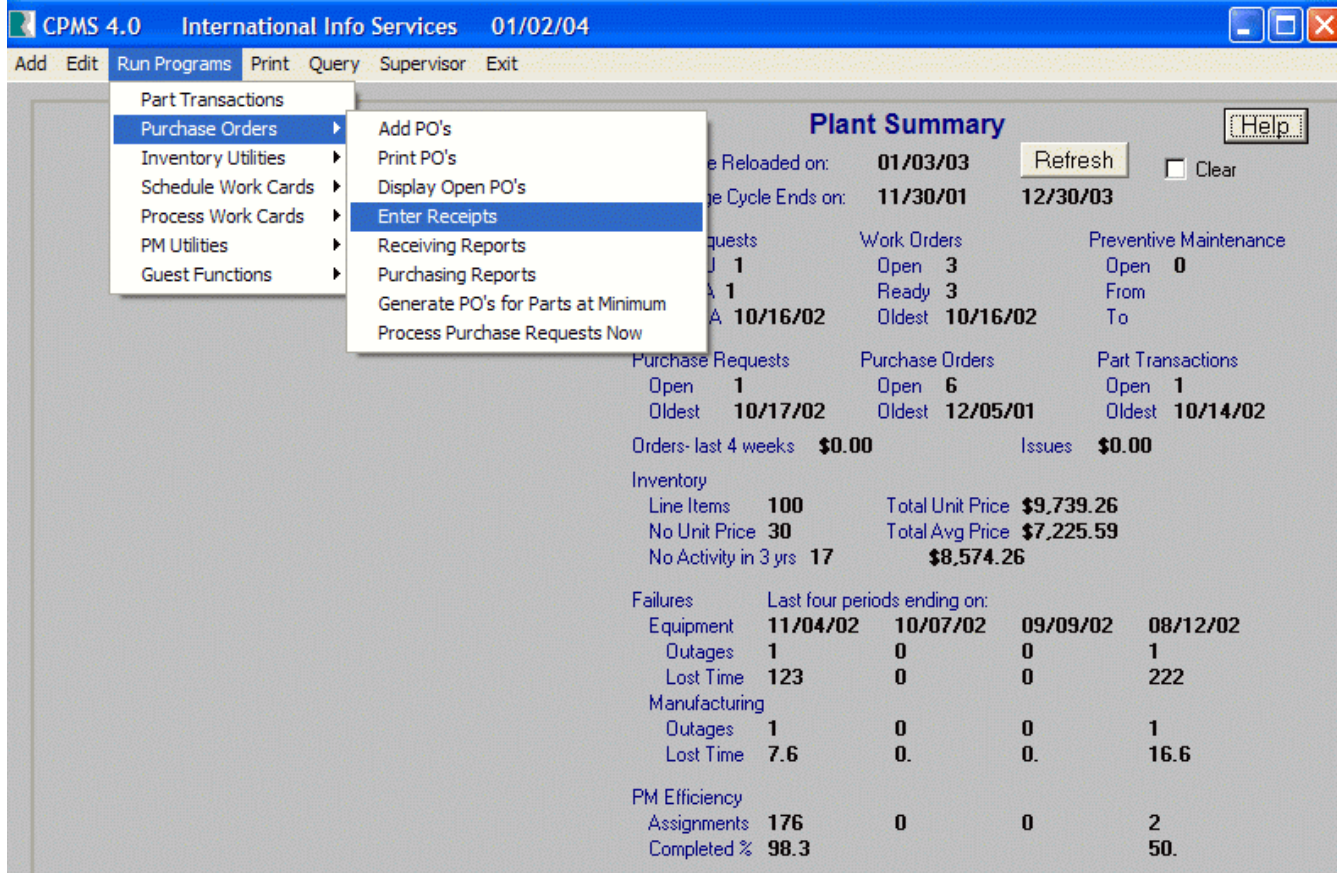 CPMS 4.0 International Info Services 01/02/04
Add Edit Run Programs Print Query Supervisor Exit
Part Transactions
Purchase Orders
Inventory Utilities
Schedule Work Cards
Process Work Cards
PM Utilities
Guest Functions
Add PO's
Print PO's
Display Open PO's
Enter Receipts
Receiving Reports
Purchasing Reports
Generate PO's for Parts at Minimum
Process Purchase Requests Now
Plant Summary Help
Reloaded on: 01/03/03 Refresh Clear
Cycle Ends on: 11/30/01 12/30/03
Work Orders Preventive Maintenance
1 Open 3 Open 0
1 Ready 3 From
A 10/16/02 Oldest 10/16/02 To
Purchase Requests Purchase Orders Part Transactions
Open 1 Open 6 Open 1
Oldest 10/17/02 Oldest 12/05/01 Oldest 10/14/02
Orders- last 4 weeks $0.00 Issues $0.00
Inventory
Line Items 100 Total Unit Price $9,739.26
No Unit Price 30 Total Avg Price $7,225.59
No Activity in 3 yrs 17 $8,574.26
Failures Last four periods ending on:
Equipment 11/04/02 10/07/02 09/09/02 08/12/02
Outages 1 0 0 1
Lost Time 123 0 0 222
Manufacturing
Outages 1 0 0 1
Lost Time 7.6 0. 0. 16.6
PM Efficiency
Assignments 176 0 0 2
Completed % 98.3 50.